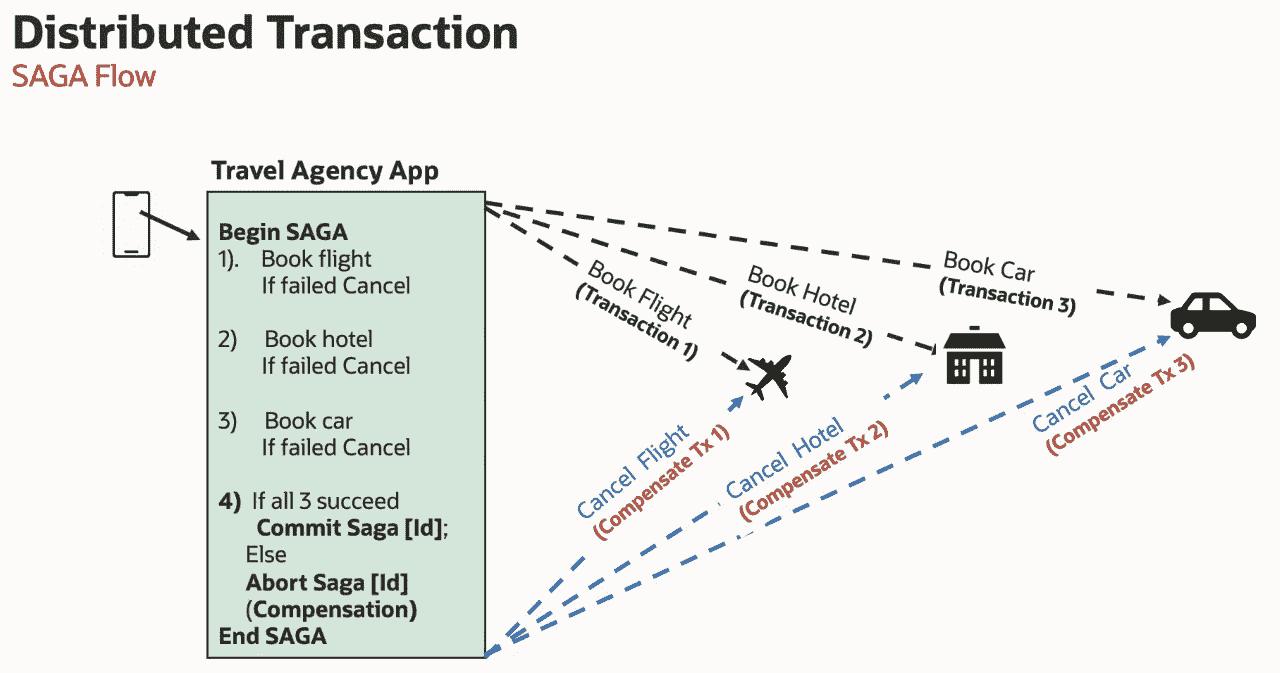 Distributed Transaction
SAGA Flow
Travel Agency App
Begin SAGA
1). Book flight
If failed Cancel
2) Book hotel
If failed Cancel
3) Book car
If failed Cancel
4) If all 3 succeed
Commit Saga [Id];
Else
Abort Saga [Id]
(Compensation)
End SAGA
Book Flight
(Transaction 1)
Book Hotel
(Transaction 2)
Book Car
(Transaction 3)
Cancel Flight
(Compensate Tx 1)
Cancel Hotel
(Compensate Tx 2)
Cancel Car
(Compensate Tx 3)